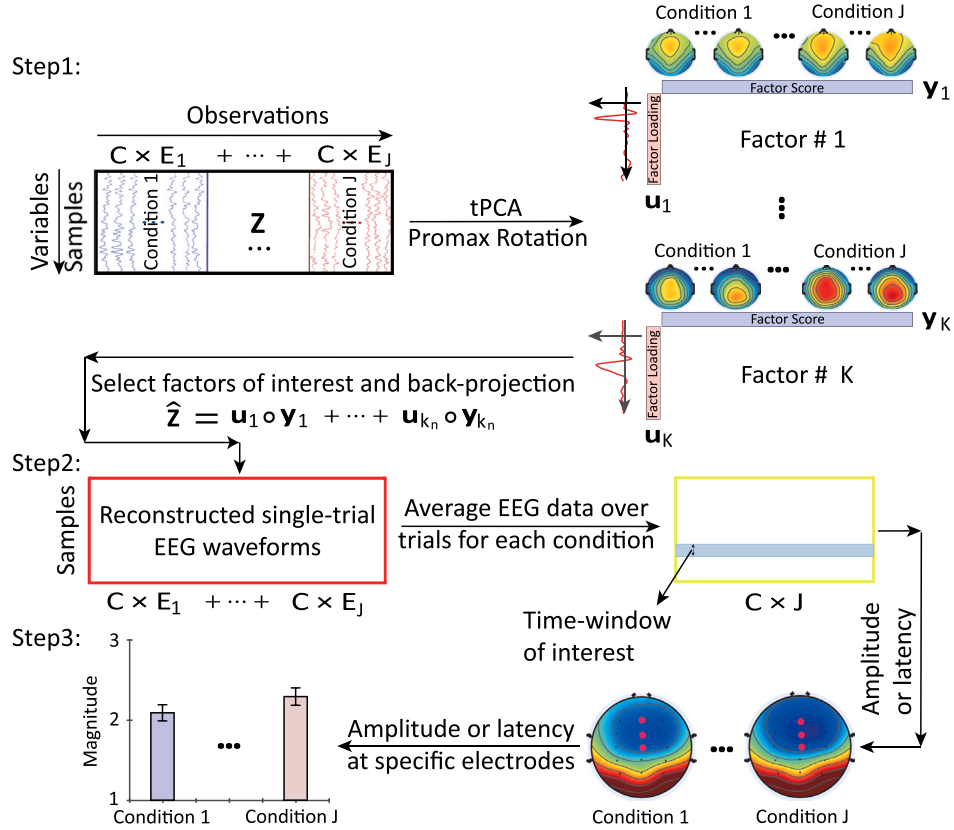 Step1:
Observations
C × E1 + ··· + C × EJ
Variables
Samples
Condition 1
Z
...
Condition J
tPCA
Promax Rotation
Condition 1 ... Condition J
Factor Score
y1
Factor Loading
u1
Factor # 1
Condition 1 ... Condition J
Factor Score
yK
Factor Loading
uK
Factor # K
Select factors of interest and back-projection
Ẑ = u1 ∘ y1 + ··· + ukn ∘ ykn
Step2:
Samples
Reconstructed single-trial
EEG waveforms
C × E1 + ··· + C × EJ
Average EEG data over
trials for each condition
C × J
Time-window
of interest
Amplitude
or latency
Step3:
Magnitude
3
2
1
Condition 1
...
Condition J
Amplitude or latency
at specific electrodes
Condition 1
...
Condition J